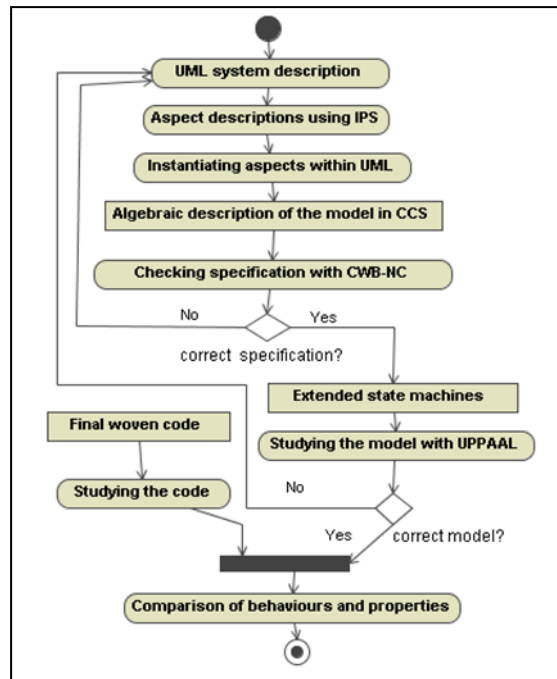 UML system description
Aspect descriptions using IPS
Instantiating aspects within UML
Algebraic description of the model in CCS
Checking specification with CWB-NC
No
Yes
correct specification?
Extended state machines
Final woven code
Studying the model with UPPAAL
Studying the code
No
Yes
correct model?
Comparison of behaviours and properties